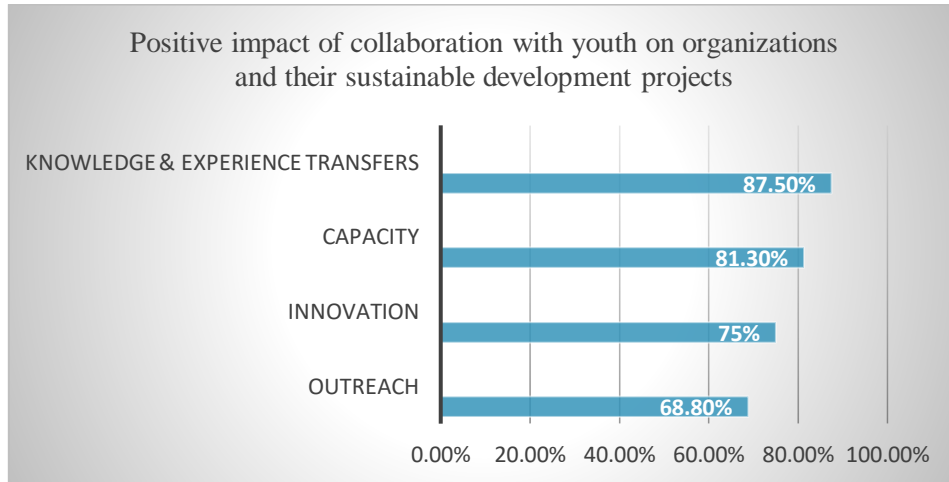 Positive impact of collaboration with youth on organizations
and their sustainable development projects
KNOWLEDGE & EXPERIENCE TRANSFERS
87.50%
CAPACITY
81.30%
INNOVATION
75%
OUTREACH
68.80%
0.00% 20.00% 40.00% 60.00% 80.00% 100.00%